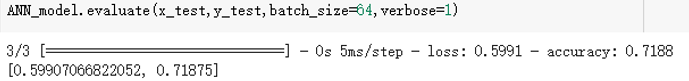 ANN_model.evaluate(x_test,y_test,batch_size=64,verbose=1)
3/3 [==============================] - 0s 5ms/step - loss: 0.5991 - accuracy: 0.7188
[0.59907066822052, 0.71875]